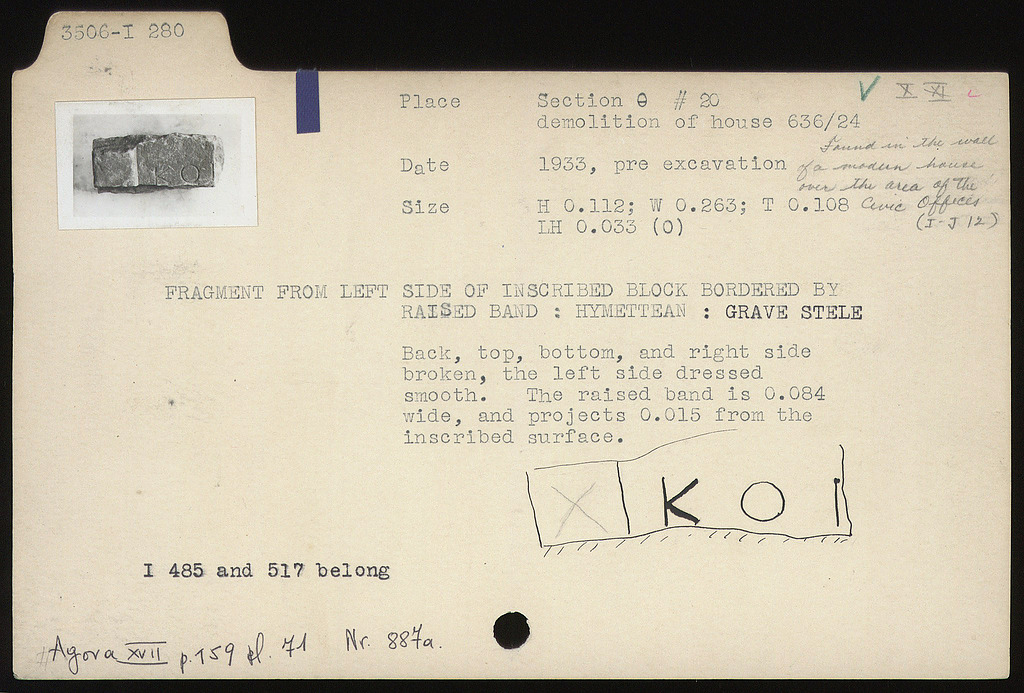 3506-I 280
Place Section Θ # 20
demolition of house 636/24
X XI
Date 1933, pre excavation
Found in the wall
of a modern house
over the area of the
Civic Offices
(I-J 12)
Size H 0.112; W 0.263; T 0.108
LH 0.033 (O)
FRAGMENT FROM LEFT SIDE OF INSCRIBED BLOCK BORDERED BY
RAISED BAND : HYMETTEAN : GRAVE STELE
Back, top, bottom, and right side
broken, the left side dressed
smooth. The raised band is 0.084
wide, and projects 0.015 from the
inscribed surface.
X K O I
I 485 and 517 belong
Agora XVII p.159 pl. 71 Nr. 887a.